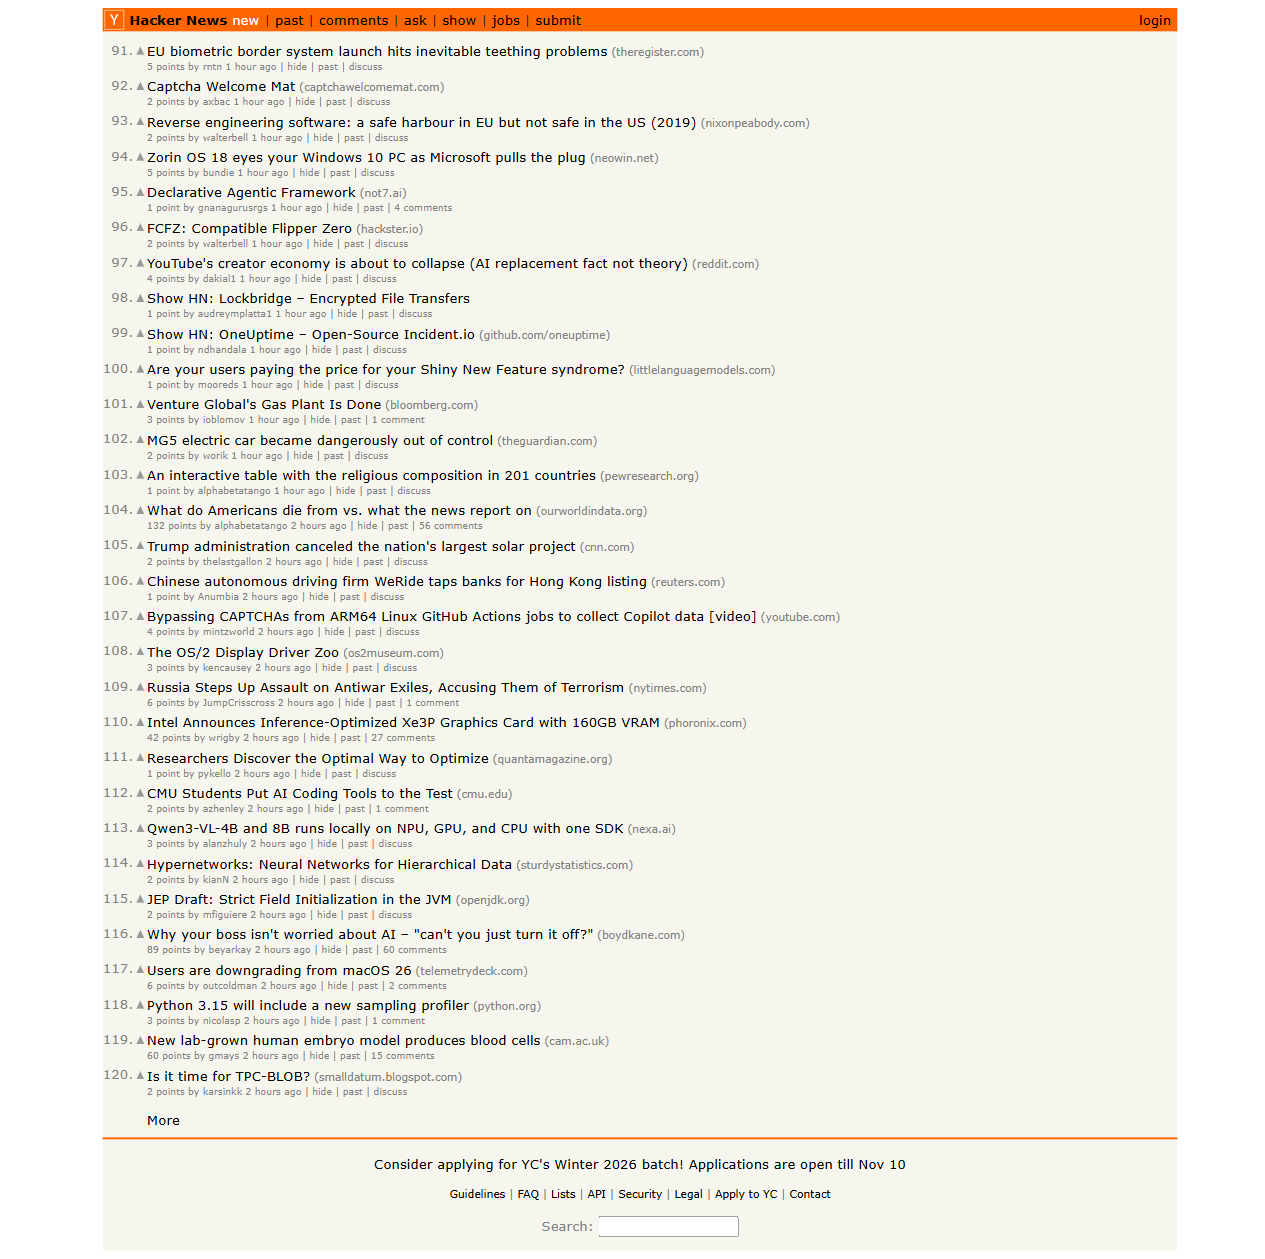 Y Hacker News new | past | comments | ask | show | jobs | submit login
91. ▲ EU biometric border system launch hits inevitable teething problems (theregister.com)
5 points by rntn 1 hour ago | hide | past | discuss
92. ▲ Captcha Welcome Mat (captchawelcomemat.com)
2 points by axbac 1 hour ago | hide | past | discuss
93. ▲ Reverse engineering software: a safe harbour in EU but not safe in the US (2019) (nixonpeabody.com)
2 points by walterbell 1 hour ago | hide | past | discuss
94. ▲ Zorin OS 18 eyes your Windows 10 PC as Microsoft pulls the plug (neowin.net)
5 points by bundie 1 hour ago | hide | past | discuss
95. ▲ Declarative Agentic Framework (not7.ai)
1 point by gnanagurusrgs 1 hour ago | hide | past | 4 comments
96. ▲ FCFZ: Compatible Flipper Zero (hackster.io)
2 points by walterbell 1 hour ago | hide | past | discuss
97. ▲ YouTube's creator economy is about to collapse (AI replacement fact not theory) (reddit.com)
4 points by dakial1 1 hour ago | hide | past | discuss
98. ▲ Show HN: Lockbridge – Encrypted File Transfers
1 point by audreymplatta1 1 hour ago | hide | past | discuss
99. ▲ Show HN: OneUptime – Open-Source Incident.io (github.com/oneuptime)
1 point by ndhandala 1 hour ago | hide | past | discuss
100. ▲ Are your users paying the price for your Shiny New Feature syndrome? (littlelanguagemodels.com)
1 point by mooreds 1 hour ago | hide | past | discuss
101. ▲ Venture Global's Gas Plant Is Done (bloomberg.com)
3 points by ioblomov 1 hour ago | hide | past | 1 comment
102. ▲ MG5 electric car became dangerously out of control (theguardian.com)
2 points by worik 1 hour ago | hide | past | discuss
103. ▲ An interactive table with the religious composition in 201 countries (pewresearch.org)
1 point by alphabetatango 1 hour ago | hide | past | discuss
104. ▲ What do Americans die from vs. what the news report on (ourworldindata.org)
132 points by alphabetatango 2 hours ago | hide | past | 56 comments
105. ▲ Trump administration canceled the nation's largest solar project (cnn.com)
2 points by thelastgallon 2 hours ago | hide | past | discuss
106. ▲ Chinese autonomous driving firm WeRide taps banks for Hong Kong listing (reuters.com)
1 point by Anumbia 2 hours ago | hide | past | discuss
107. ▲ Bypassing CAPTCHAs from ARM64 Linux GitHub Actions jobs to collect Copilot data [video] (youtube.com)
4 points by mintzworld 2 hours ago | hide | past | discuss
108. ▲ The OS/2 Display Driver Zoo (os2museum.com)
3 points by kencausey 2 hours ago | hide | past | discuss
109. ▲ Russia Steps Up Assault on Antiwar Exiles, Accusing Them of Terrorism (nytimes.com)
6 points by JumpCrisscross 2 hours ago | hide | past | 1 comment
110. ▲ Intel Announces Inference-Optimized Xe3P Graphics Card with 160GB VRAM (phoronix.com)
42 points by wrigby 2 hours ago | hide | past | 27 comments
111. ▲ Researchers Discover the Optimal Way to Optimize (quantamagazine.org)
1 point by pykello 2 hours ago | hide | past | discuss
112. ▲ CMU Students Put AI Coding Tools to the Test (cmu.edu)
2 points by azhenley 2 hours ago | hide | past | 1 comment
113. ▲ Qwen3-VL-4B and 8B runs locally on NPU, GPU, and CPU with one SDK (nexa.ai)
3 points by alanzhuly 2 hours ago | hide | past | discuss
114. ▲ Hypernetworks: Neural Networks for Hierarchical Data (sturdystatistics.com)
2 points by kianN 2 hours ago | hide | past | discuss
115. ▲ JEP Draft: Strict Field Initialization in the JVM (openjdk.org)
2 points by mfiguiere 2 hours ago | hide | past | discuss
116. ▲ Why your boss isn't worried about AI – "can't you just turn it off?" (boydkane.com)
89 points by beyarkay 2 hours ago | hide | past | 60 comments
117. ▲ Users are downgrading from macOS 26 (telemetrydeck.com)
6 points by outcoldman 2 hours ago | hide | past | 2 comments
118. ▲ Python 3.15 will include a new sampling profiler (python.org)
3 points by nicolasp 2 hours ago | hide | past | 1 comment
119. ▲ New lab-grown human embryo model produces blood cells (cam.ac.uk)
60 points by gmays 2 hours ago | hide | past | 15 comments
120. ▲ Is it time for TPC-BLOB? (smalldatum.blogspot.com)
2 points by karsinkk 2 hours ago | hide | past | discuss
More
Consider applying for YC's Winter 2026 batch! Applications are open till Nov 10
Guidelines | FAQ | Lists | API | Security | Legal | Apply to YC | Contact
Search: